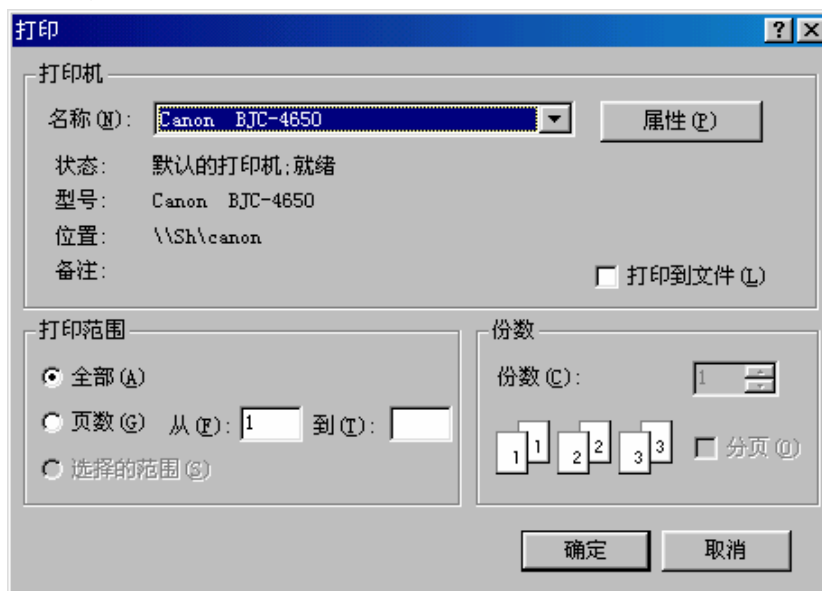 打印
打印机
名称(N): Canon BJC-4650 属性(P)
状态: 默认的打印机;就绪
型号: Canon BJC-4650
位置: \\Sh\canon
备注: 打印到文件(L)
打印范围
全部(A)
页数(G) 从(F): 1 到(T):
选择的范围(S)
份数
份数(C): 1
1 1 2 2 3 3 分页(O)
确定 取消